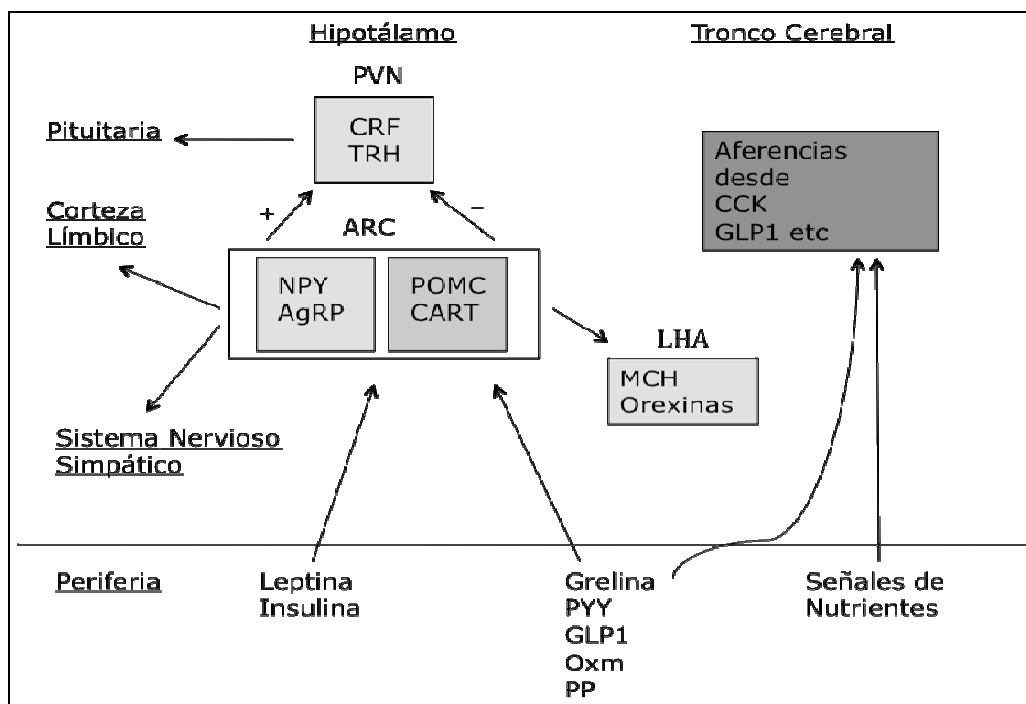 Hipotálamo
Tronco Cerebral
PVN
CRF
TRH
Pituitaria
Aferencias
desde
CCK
GLP1 etc
Corteza
Límbico
+
−
ARC
NPY
AgRP
POMC
CART
LHA
MCH
Orexinas
Sistema Nervioso
Simpático
Periferia
Leptina
Insulina
Grelina
PYY
GLP1
Oxm
PP
Señales de
Nutrientes